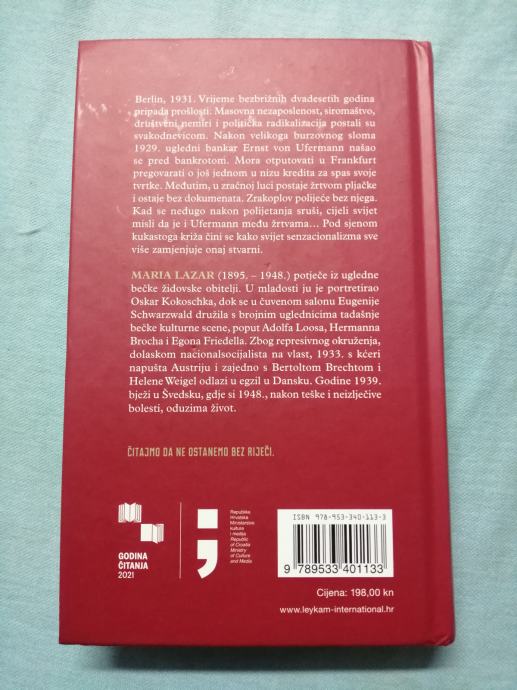 Berlin, 1931. Vrijeme bezbrižnih dvadesetih godina
pripada prošlosti. Masovna nezaposlenost, siromaštvo,
društveni nemiri i politička radikalizacija postali su
svakodnevicom. Nakon velikoga burzovnog sloma
1929. ugledni bankar Ernst von Ufermann našao
se pred bankrotom. Mora otputovati u Frankfurt
pregovarati o još jednom u nizu kredita za spas svoje
tvrtke. Međutim, u zračnoj luci postaje žrtvom pljačke
i ostaje bez dokumenata. Zrakoplov polijeće bez njega.
Kad se nedugo nakon polijetanja sruši, cijeli svijet
misli da je i Ufermann među žrtvama... Pod sjenom
kukastoga križa čini se kako svijet senzacionalizma sve
više zamjenjuje onaj stvarni.
MARIA LAZAR (1895. – 1948.) potječe iz ugledne
bečke židovske obitelji. U mladosti ju je portretirao
Oskar Kokoschka, dok se u čuvenom salonu Eugenije
Schwarzwald družila s brojnim uglednicima tadašnje
bečke kulturne scene, poput Adolfa Loosa, Hermanna
Brocha i Egona Friedella. Zbog represivnog okruženja,
dolaskom nacionalsocijalista na vlast, 1933. s kćeri
napušta Austriju i zajedno s Bertoltom Brechtom i
Helene Weigel odlazi u egzil u Dansku. Godine 1939.
bježi u Švedsku, gdje si 1948., nakon teške i neizlječive
bolesti, oduzima život.
ČITAJMO DA NE OSTANEMO BEZ RIJEČI.
GODINA
ČITANJA
2021
Republika
Hrvatska
Ministarstvo
kulture
i medija
Republic
of Croatia
Ministry
of Culture
and Media
ISBN 978-953-340-113-3
9 789533 401133
Cijena: 198,00 kn
www.leykam-international.hr